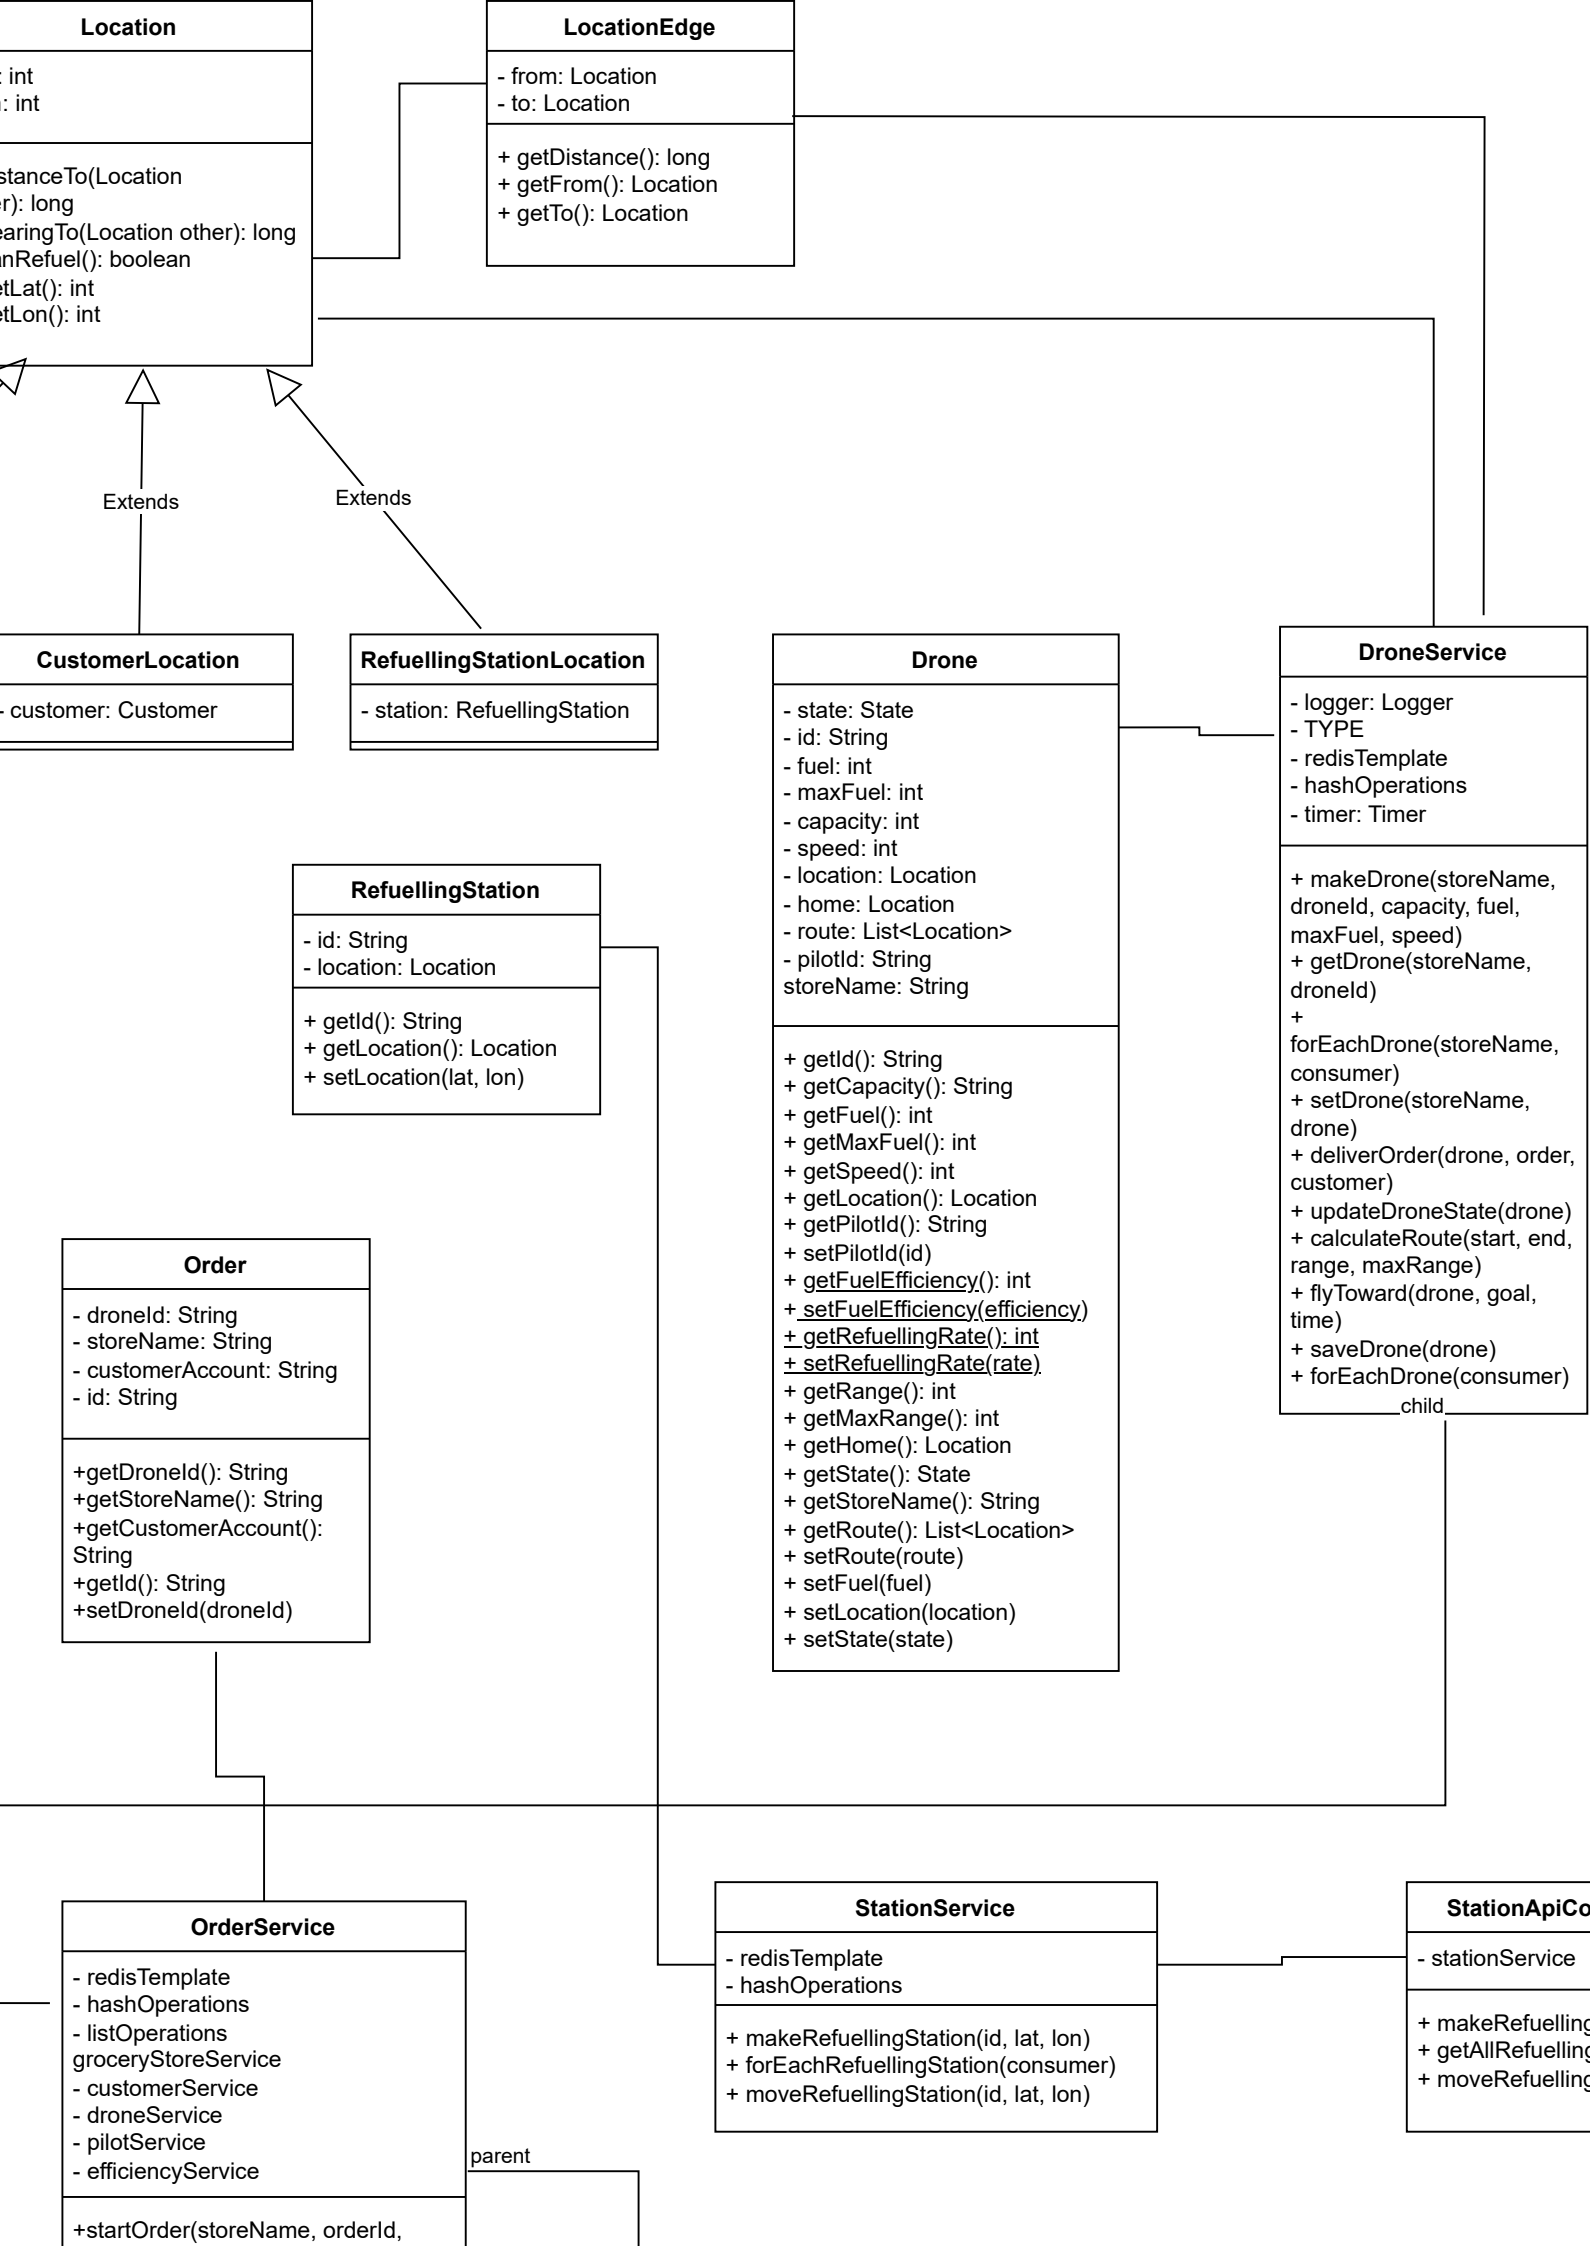 Location
: int
: int
stanceTo(Location
r): long
earingTo(Location other): long
nRefuel(): boolean
etLat(): int
etLon(): int
LocationEdge
- from: Location
- to: Location
+ getDistance(): long
+ getFrom(): Location
+ getTo(): Location
Extends
Extends
CustomerLocation
- customer: Customer
RefuellingStationLocation
- station: RefuellingStation
RefuellingStation
- id: String
- location: Location
+ getId(): String
+ getLocation(): Location
+ setLocation(lat, lon)
Drone
- state: State
- id: String
- fuel: int
- maxFuel: int
- capacity: int
- speed: int
- location: Location
- home: Location
- route: List<Location>
- pilotId: String
storeName: String
+ getId(): String
+ getCapacity(): String
+ getFuel(): int
+ getMaxFuel(): int
+ getSpeed(): int
+ getLocation(): Location
+ getPilotId(): String
+ setPilotId(id)
+ getFuelEfficiency(): int
+ setFuelEfficiency(efficiency)
+ getRefuellingRate(): int
+ setRefuellingRate(rate)
+ getRange(): int
+ getMaxRange(): int
+ getHome(): Location
+ getState(): State
+ getStoreName(): String
+ getRoute(): List<Location>
+ setRoute(route)
+ setFuel(fuel)
+ setLocation(location)
+ setState(state)
DroneService
- logger: Logger
- TYPE
- redisTemplate
- hashOperations
- timer: Timer
+ makeDrone(storeName,
droneId, capacity, fuel,
maxFuel, speed)
+ getDrone(storeName,
droneId)
+
forEachDrone(storeName,
consumer)
+ setDrone(storeName,
drone)
+ deliverOrder(drone, order,
customer)
+ updateDroneState(drone)
+ calculateRoute(start, end,
range, maxRange)
+ flyToward(drone, goal,
time)
+ saveDrone(drone)
+ forEachDrone(consumer)
child
Order
- droneId: String
- storeName: String
- customerAccount: String
- id: String
+getDroneId(): String
+getStoreName(): String
+getCustomerAccount():
String
+getId(): String
+setDroneId(droneId)
OrderService
- redisTemplate
- hashOperations
- listOperations
groceryStoreService
- customerService
- droneService
- pilotService
- efficiencyService
+startOrder(storeName, orderId,
parent
StationService
- redisTemplate
- hashOperations
+ makeRefuellingStation(id, lat, lon)
+ forEachRefuellingStation(consumer)
+ moveRefuellingStation(id, lat, lon)
StationApiCo
- stationService
+ makeRefuelling
+ getAllRefuelling
+ moveRefuelling